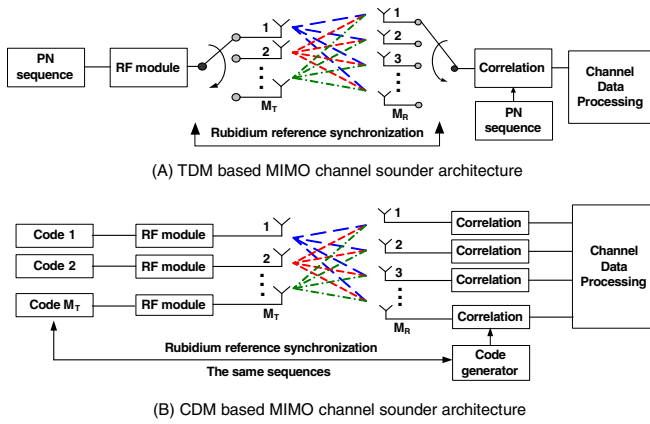 PN sequence
RF module
1
2
M_T
1
2
3
M_R
Correlation
PN sequence
Channel Data Processing
Rubidium reference synchronization
(A) TDM based MIMO channel sounder architecture
Code 1
RF module
Code 2
RF module
Code M_T
RF module
1
2
M_T
1
2
3
M_R
Correlation
Correlation
Correlation
Correlation
Channel Data Processing
Rubidium reference synchronization
The same sequences
Code generator
(B) CDM based MIMO channel sounder architecture